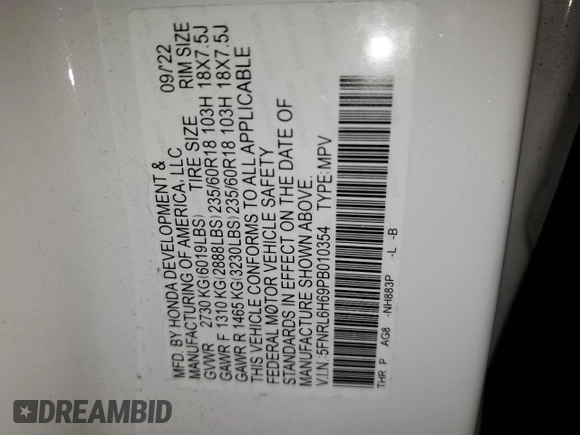 MFD. BY HONDA DEVELOPMENT & 09/'22
MANUFACTURING OF AMERICA, LLC
TIRE SIZE RIM SIZE
GVWR 2730 KG(6019LBS)
GAWR F 1310 KG(2888LBS) 235/60R18 103H 18X7.5J
GAWR R 1465 KG(3230LBS) 235/60R18 103H 18X7.5J
THIS VEHICLE CONFORMS TO ALL APPLICABLE
FEDERAL MOTOR VEHICLE SAFETY
STANDARDS IN EFFECT ON THE DATE OF
MANUFACTURE SHOWN ABOVE.
V.I.N.:5FNRL6H69PB010354 TYPE:MPV
THR P AG8 -NH883P -L -B
DREAMBID